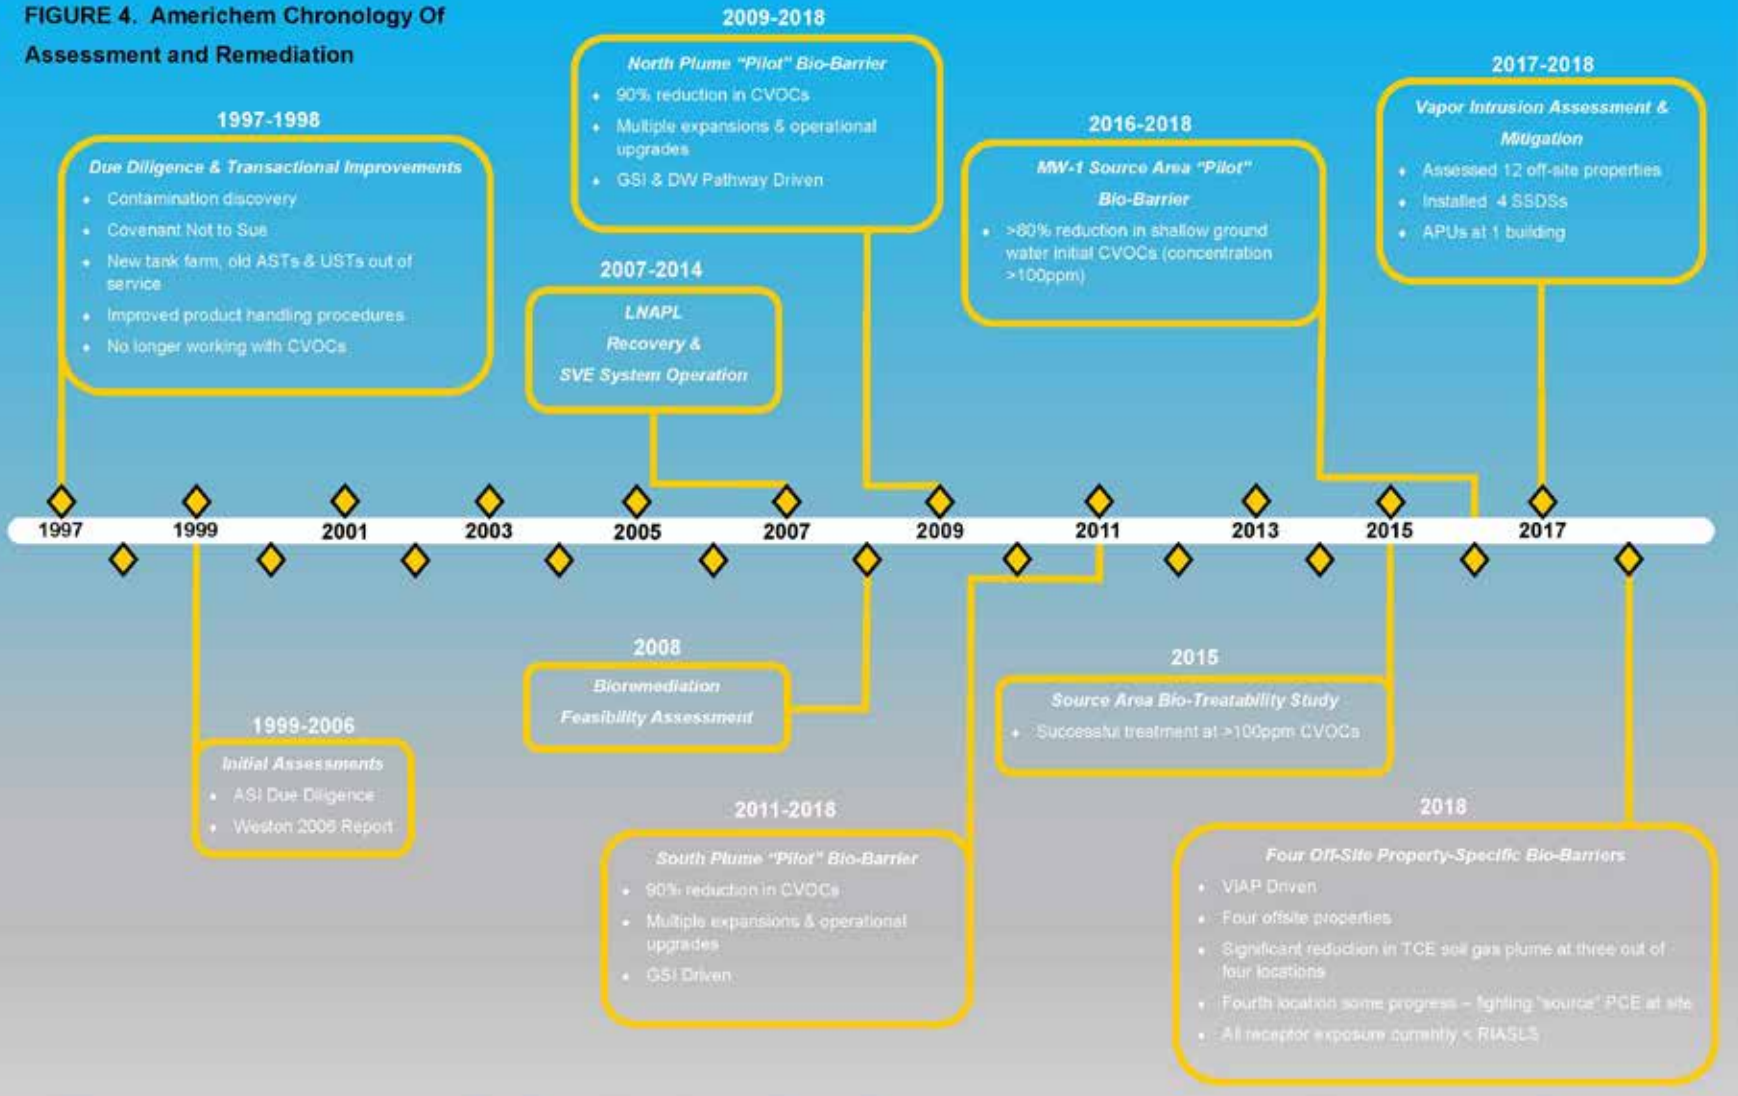 FIGURE 4. Americhem Chronology Of
Assessment and Remediation
1997-1998
Due Diligence & Transactional Improvements
• Contamination discovery
• Covenant Not to Sue
• New tank farm, old ASTs & USTs out of
service
• Improved product handling procedures
• No longer working with CVOCs
2009-2018
North Plume "Pilot" Bio-Barrier
• 90% reduction in CVOCs
• Multiple expansions & operational
upgrades
• GSI & DW Pathway Driven
2007-2014
LNAPL
Recovery &
SVE System Operation
2016-2018
MW-1 Source Area "Pilot"
Bio-Barrier
• >80% reduction in shallow ground
water initial CVOCs (concentration
>100ppm)
2017-2018
Vapor Intrusion Assessment &
Mitigation
• Assessed 12 off-site properties
• Installed 4 SSDSs
• APUs at 1 building
1997 1999 2001 2003 2005 2007 2009 2011 2013 2015 2017
1999-2006
Initial Assessments
• ASI Due Diligence
• Weston 2006 Report
2008
Bioremediation
Feasibility Assessment
2011-2018
South Plume "Pilot" Bio-Barrier
• 90% reduction in CVOCs
• Multiple expansions & operational
upgrades
• GSI Driven
2015
Source Area Bio-Treatability Study
• Successful treatment at >100ppm CVOCs
2018
Four Off-Site Property-Specific Bio-Barriers
• VIAP Driven
• Four offsite properties
• Significant reduction in TCE soil gas plume at three out of
four locations
• Fourth location some progress – fighting "source" PCE at site
• All receptor exposure currently < RIASLS